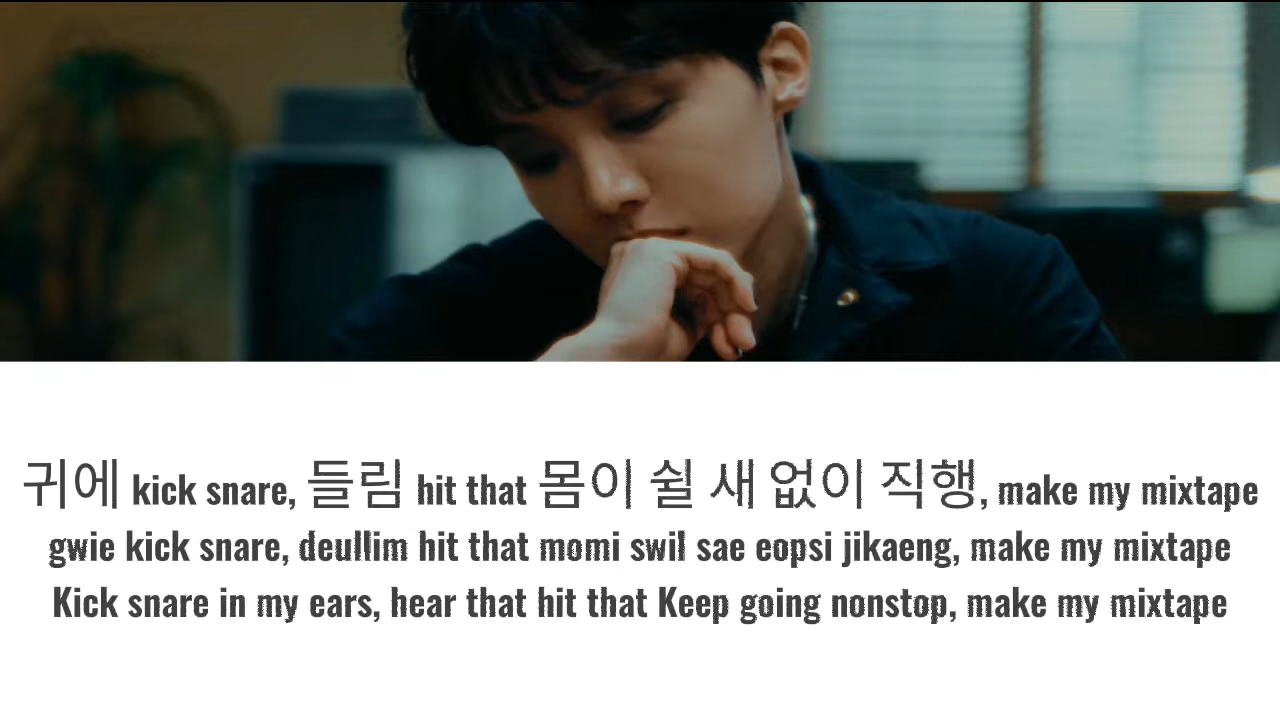 귀에 kick snare, 들림 hit that 몸이 쉴 새 없이 직행, make my mixtape
gwie kick snare, deullim hit that momi swil sae eopsi jikaeng, make my mixtape
Kick snare in my ears, hear that hit that Keep going nonstop, make my mixtape